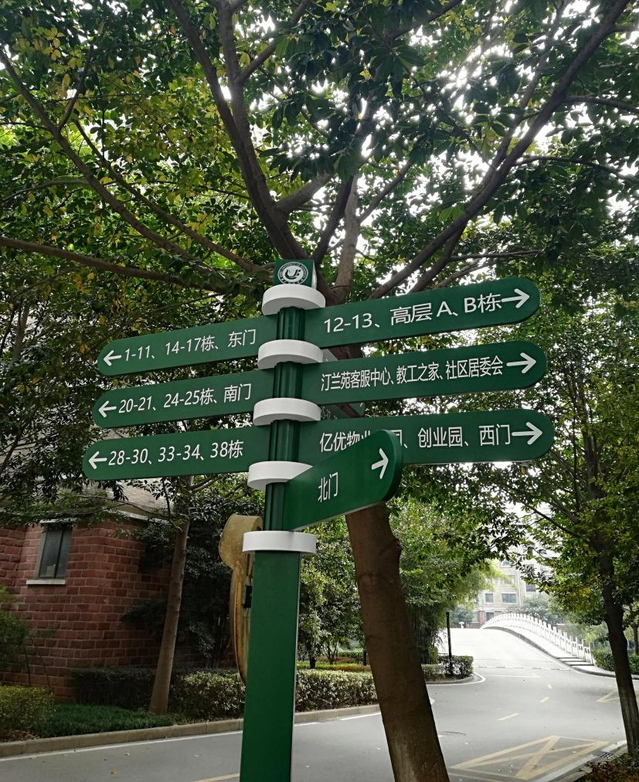 ←1-11、14-17栋、东门
12-13、高层A、B栋→
←20-21、24-25栋、南门
汀兰苑客服中心、教工之家、社区居委会→
←28-30、33-34、38栋
亿优物业 、创业园、西门→
北门→